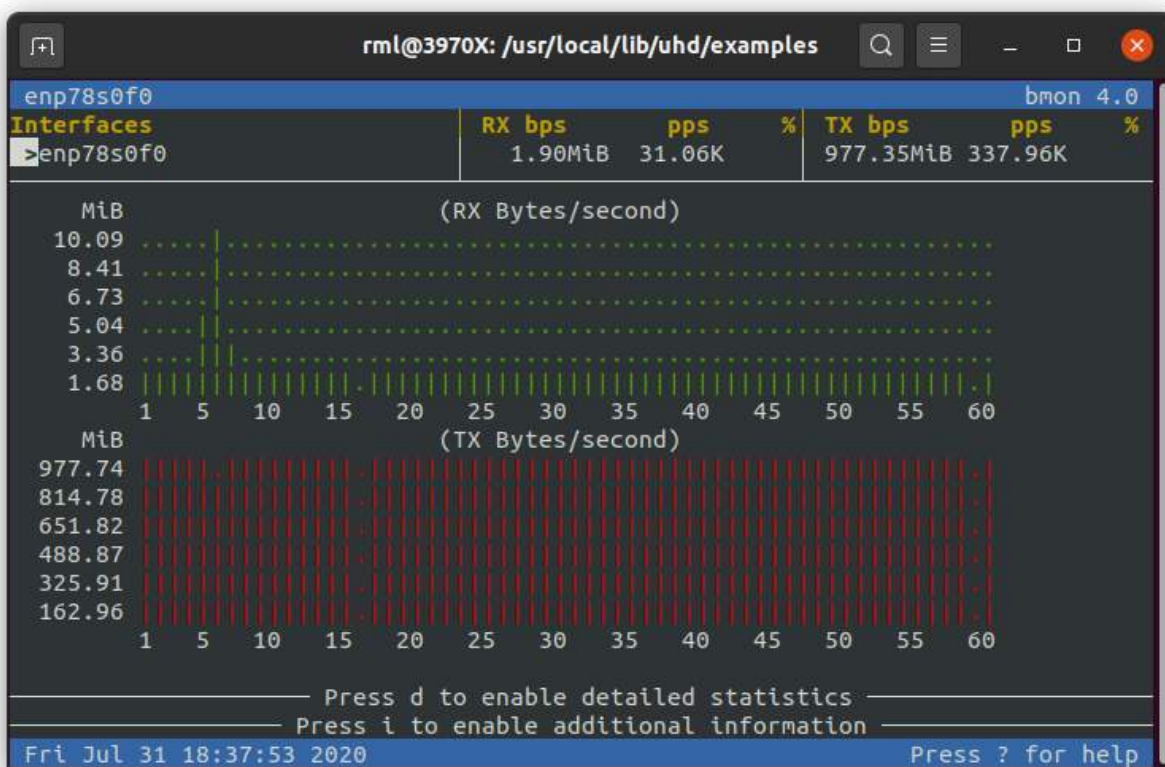 rml@3970X: /usr/local/lib/uhd/examples
enp78s0f0 bmon 4.0
Interfaces RX bps pps % TX bps pps %
>enp78s0f0 1.90MiB 31.06K 977.35MiB 337.96K
MiB (RX Bytes/second)
10.09 .....|......................................................
8.41 .....|......................................................
6.73 .....|......................................................
5.04 ....||......................................................
3.36 ....|||.....................................................
1.68 |||||||||||||||.||||||||||||||||||||||||||||||||||||||||||.|
1 5 10 15 20 25 30 35 40 45 50 55 60
MiB (TX Bytes/second)
977.74 |||||.|||||||||.||||||||||||||||||||||||||||||||||||||||||.|
814.78 |||||||||||||||.||||||||||||||||||||||||||||||||||||||||||.|
651.82 |||||||||||||||.||||||||||||||||||||||||||||||||||||||||||.|
488.87 |||||||||||||||.||||||||||||||||||||||||||||||||||||||||||.|
325.91 |||||||||||||||.||||||||||||||||||||||||||||||||||||||||||.|
162.96 |||||||||||||||.||||||||||||||||||||||||||||||||||||||||||.|
1 5 10 15 20 25 30 35 40 45 50 55 60
Press d to enable detailed statistics
Press i to enable additional information
Fri Jul 31 18:37:53 2020 Press ? for help